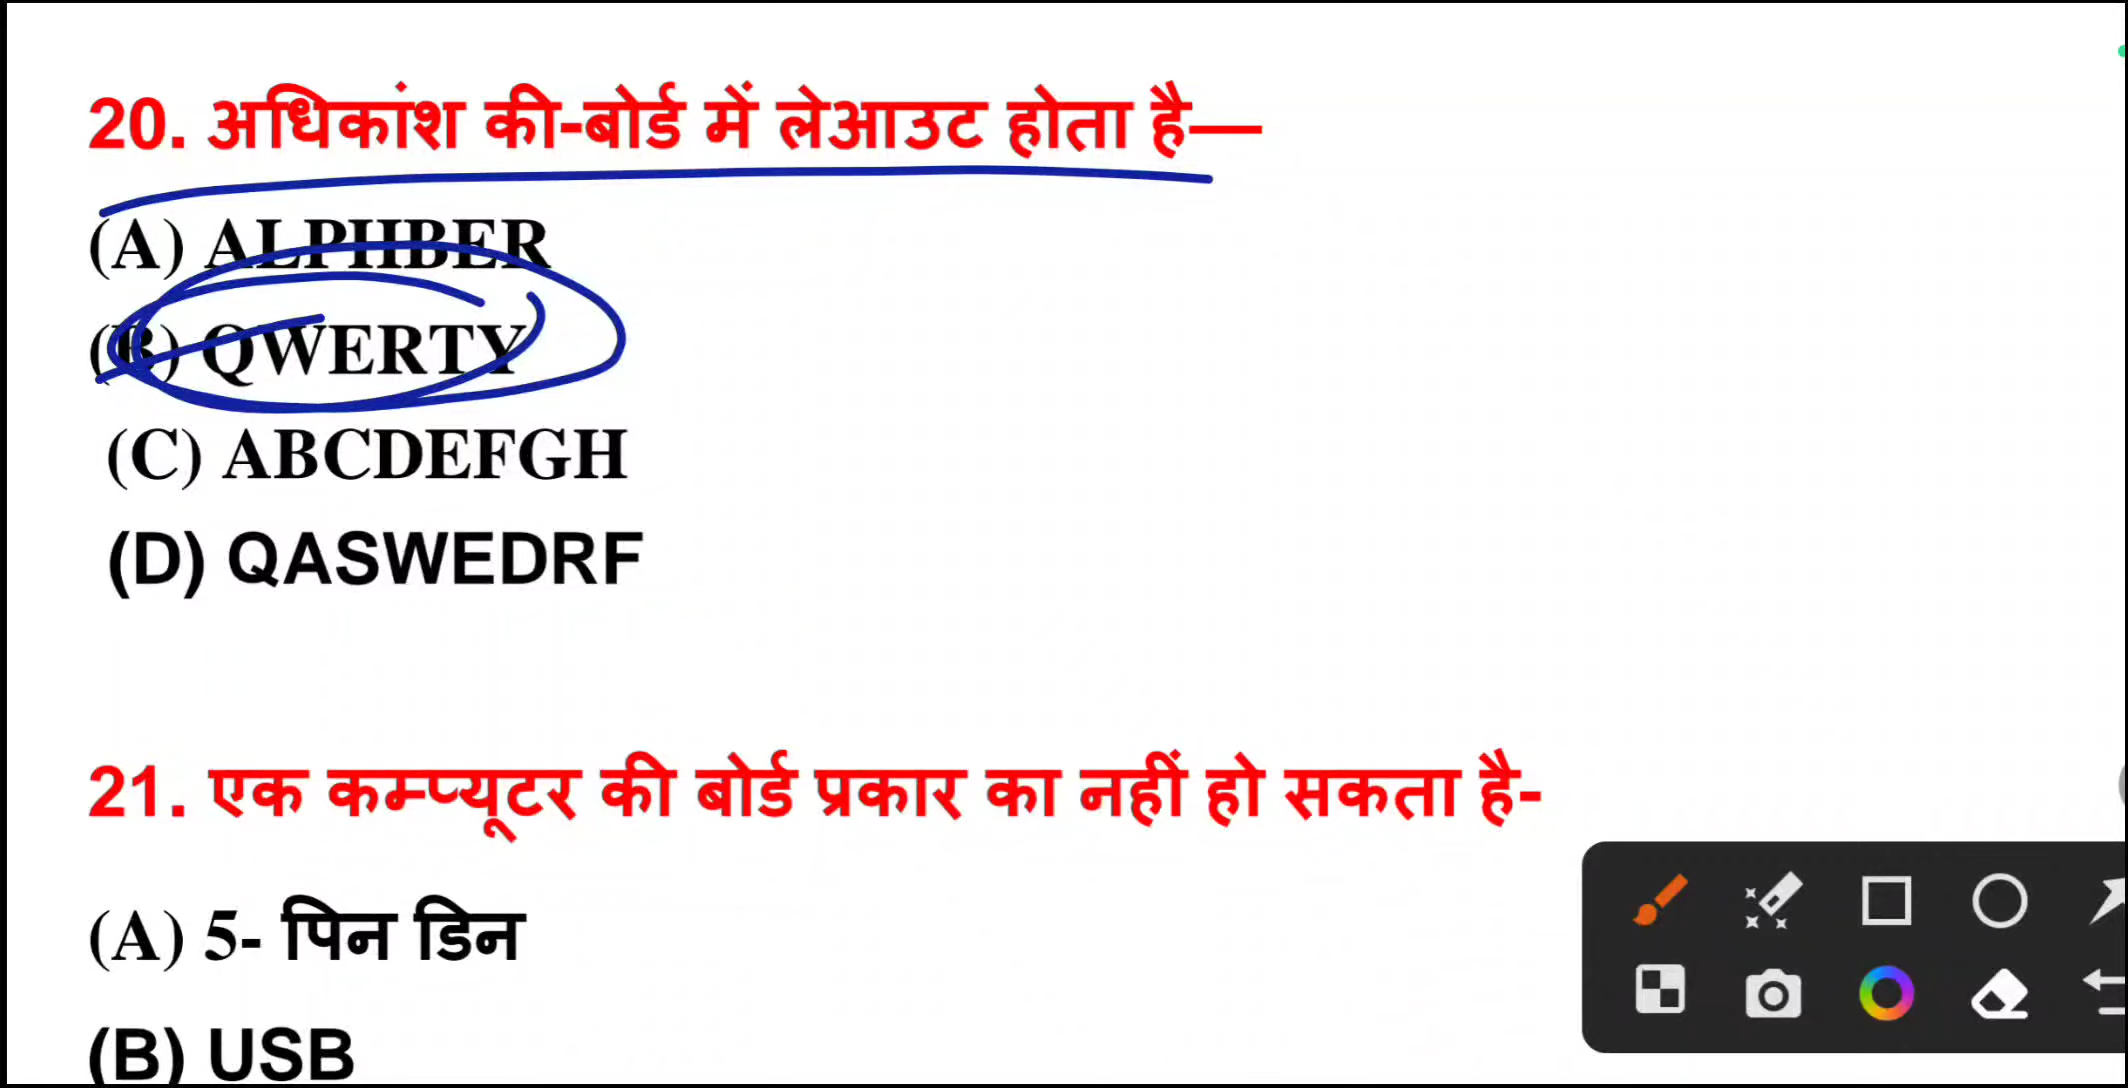 20. अधिकांश की-बोर्ड में लेआउट होता है—
(A) ALPHBER
(B) QWERTY
(C) ABCDEFGH
(D) QASWEDRF
21. एक कम्प्यूटर की बोर्ड प्रकार का नहीं हो सकता है-
(A) 5- पिन डिन
(B) USB